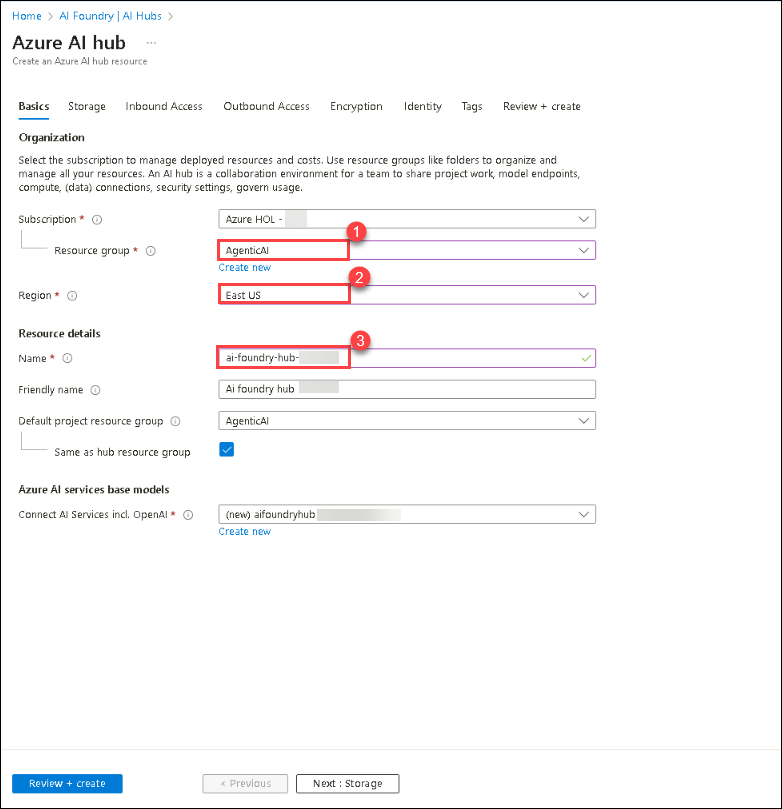 Home > AI Foundry | AI Hubs >
Azure AI hub ...
Create an Azure AI hub resource
Basics Storage Inbound Access Outbound Access Encryption Identity Tags Review + create
Organization
Select the subscription to manage deployed resources and costs. Use resource groups like folders to organize and
manage all your resources. An AI hub is a collaboration environment for a team to share project work, model endpoints,
compute, (data) connections, security settings, govern usage.
Subscription * Azure HOL -
1
Resource group * AgenticAI
Create new
2
Region * East US
Resource details
3
Name * ai-foundry-hub-
Friendly name Ai foundry hub
Default project resource group AgenticAI
Same as hub resource group
Azure AI services base models
Connect AI Services incl. OpenAI * (new) aifoundryhub
Create new
Review + create < Previous Next : Storage